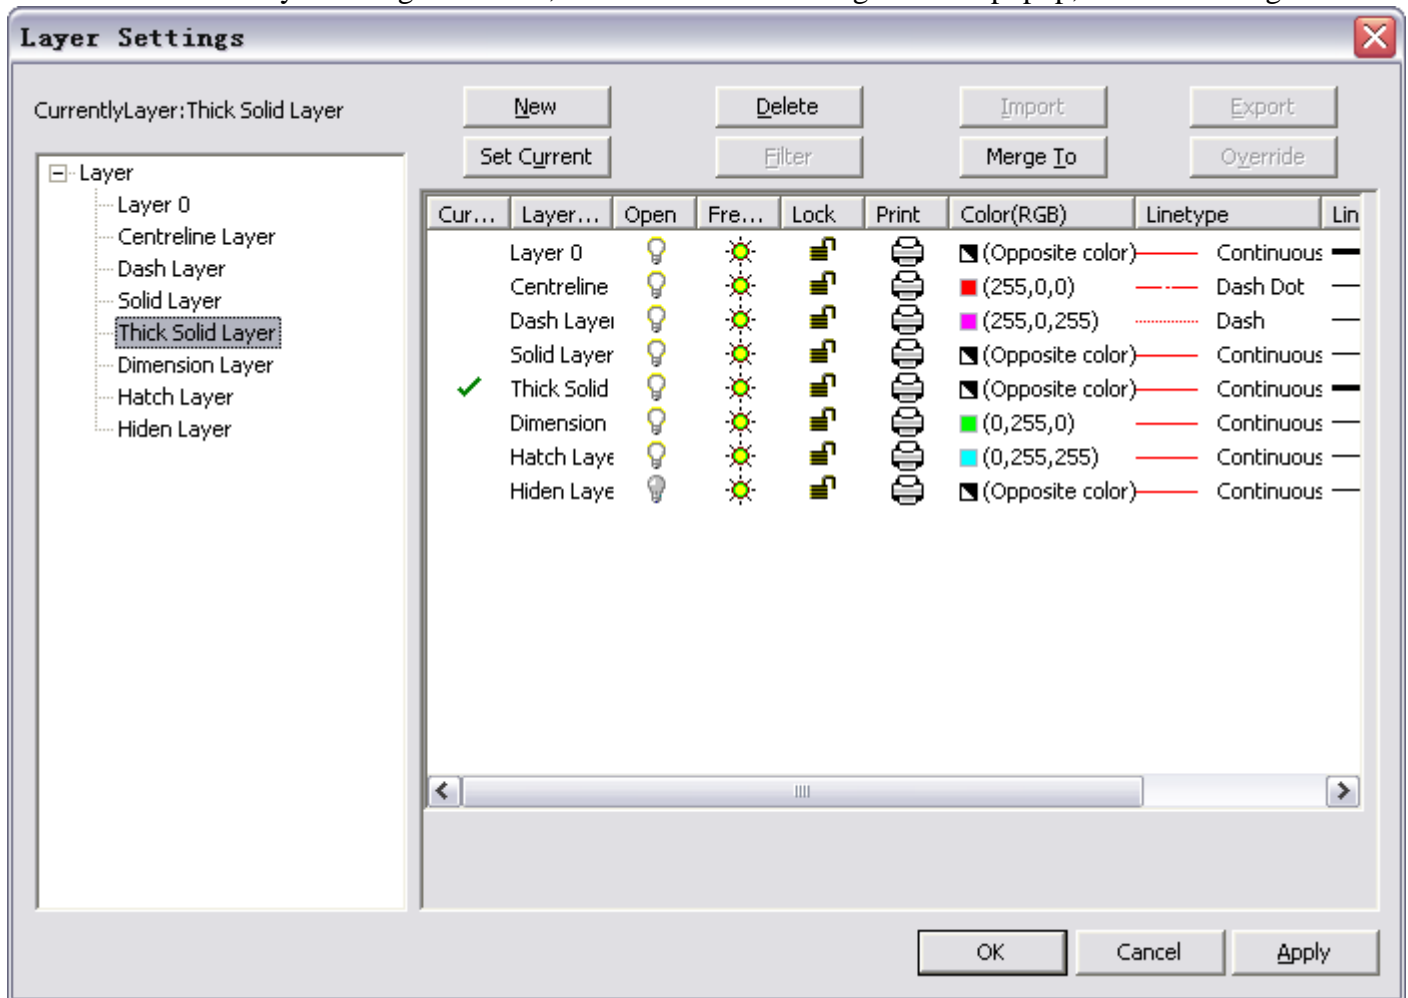 Layer Settings
CurrentlyLayer:Thick Solid Layer
New
Delete
Import
Export
Set Current
Filter
Merge To
Override
Layer
Layer 0
Centreline Layer
Dash Layer
Solid Layer
Thick Solid Layer
Dimension Layer
Hatch Layer
Hiden Layer
Cur... Layer... Open Fre... Lock Print Color(RGB) Linetype Lin
Layer 0 (Opposite color) Continuous
Centreline (255,0,0) Dash Dot
Dash Layer (255,0,255) Dash
Solid Layer (Opposite color) Continuous
Thick Solid (Opposite color) Continuous
Dimension (0,255,0) Continuous
Hatch Laye (0,255,255) Continuous
Hiden Laye (Opposite color) Continuous
OK
Cancel
Apply